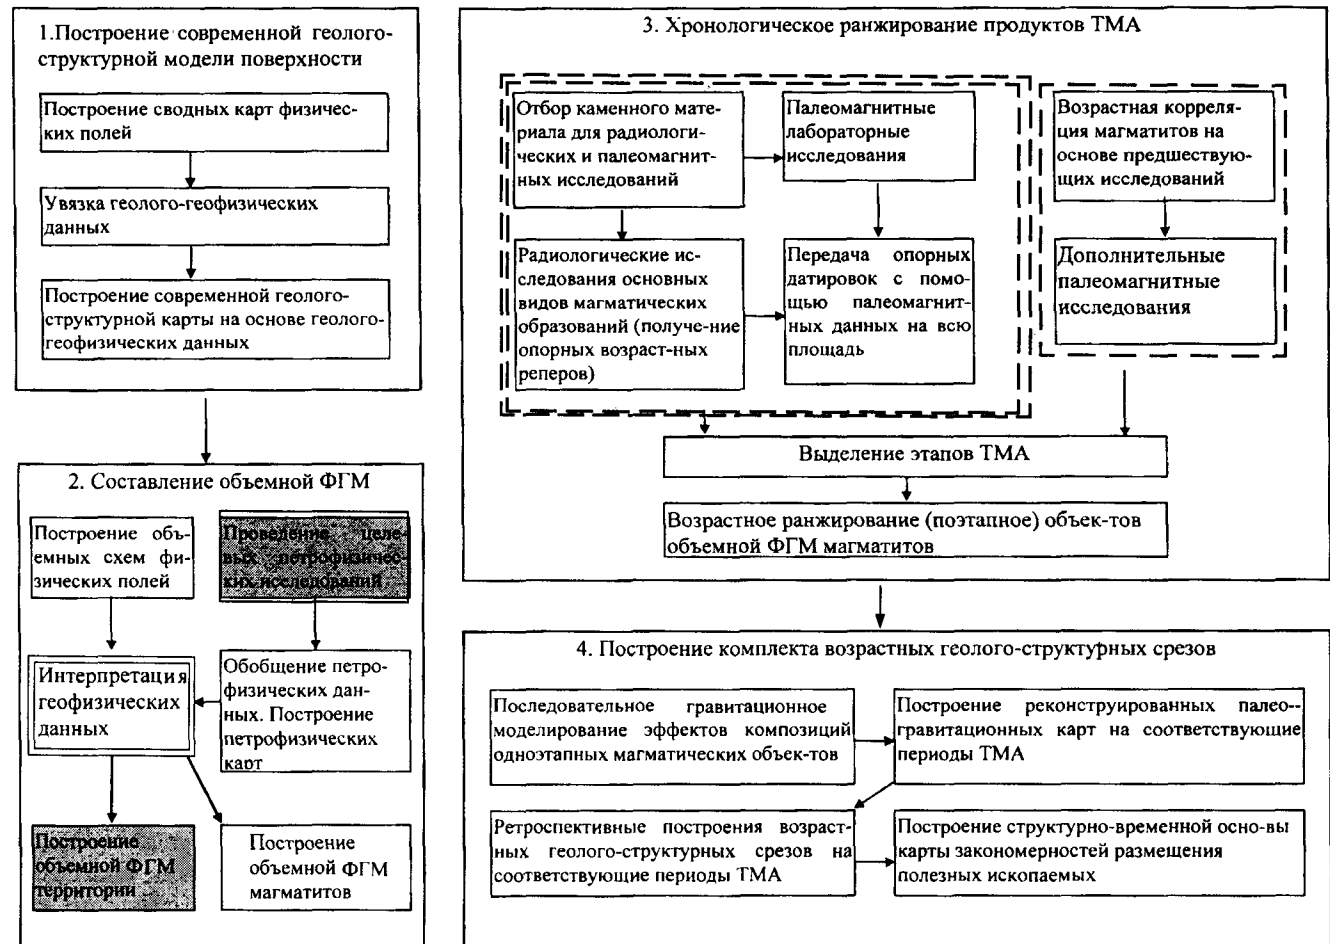 1.Построение современной геолого-
структурной модели поверхности
Построение сводных карт физичес-
ких полей
Увязка геолого-геофизических
данных
Построение современной геолого-
структурной карты на основе геолого-
геофизических данных
2. Составление объемной ФГМ
Построение объ-
емных схем фи-
зических полей
Проведение целе-
вых петрофизичес-
ких исследований
Интерпретация
геофизических
данных
Обобщение петро-
физических дан-
ных. Построение
петрофизических
карт
Построение
объемной ФГМ
территории
Построение
объемной ФГМ
магматитов
3. Хронологическое ранжирование продуктов ТМА
Отбор каменного мате-
риала для радиологи-
ческих и палеомагнит-
ных исследований
Палеомагнитные
лабораторные
исследования
Возрастная корреля-
ция магматитов на
основе предшествую-
щих исследований
Радиологические ис-
следования основных
видов магматических
образований (получе-ние
опорных возраст-ных
реперов)
Передача опорных
датировок с помо-
щью палеомагнит-
ных данных на всю
площадь
Дополнительные
палеомагнитные
исследования
Выделение этапов ТМА
Возрастное ранжирование (поэтапное) объек-тов
объемной ФГМ магматитов
4. Построение комплекта возрастных геолого-структурных срезов
Последовательное гравитационное
моделирование эффектов композиций
одноэтапных магматических объек-тов
Построение реконструированных палео--
гравитационных карт на соответствующие
периоды ТМА
Ретроспективные построения возраст-
ных геолого-структурных срезов на
соответствующие периоды ТМА
Построение структурно-временной осно-вы
карты закономерностей размещения
полезных ископаемых